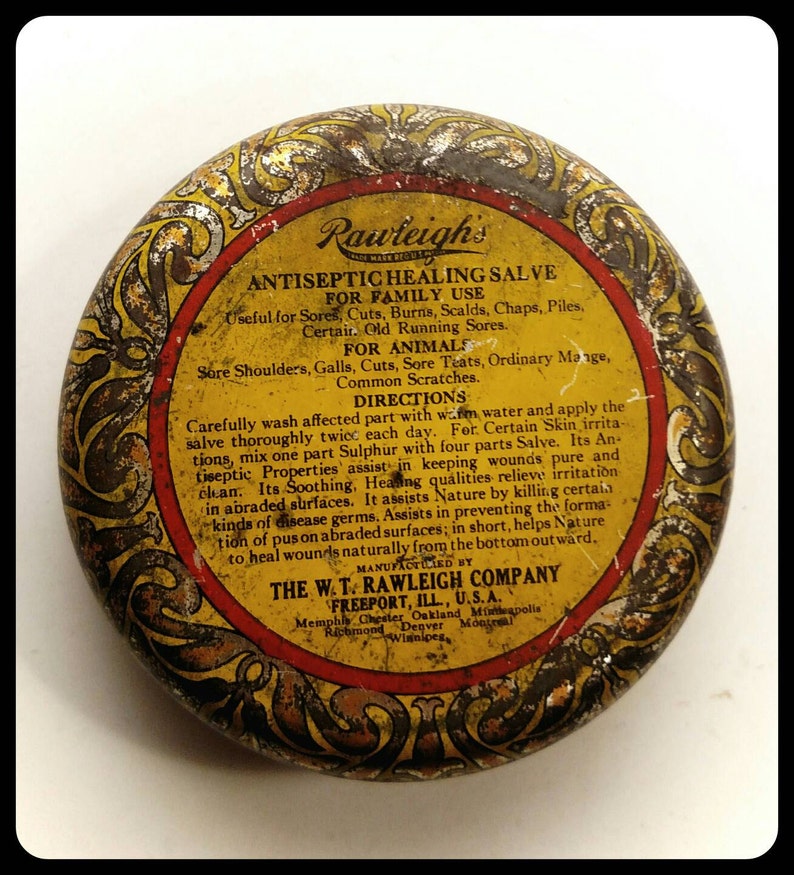 Rawleigh's
TRADE MARK REG U.S.
ANTISEPTIC HEALING SALVE
FOR FAMILY USE
Useful for Sores, Cuts, Burns, Scalds, Chaps, Piles,
Certain Old Running Sores.
FOR ANIMALS
Sore Shoulders, Galls, Cuts, Sore Teats, Ordinary Mange,
Common Scratches.
DIRECTIONS
Carefully wash affected part with warm water and apply the
salve thoroughly twice each day. For Certain Skin irrita-
tions, mix one part Sulphur with four parts Salve. Its An-
tiseptic Properties assist in keeping wounds pure and
clean. Its Soothing, Healing qualities relieve irritation
in abraded surfaces. It assists Nature by killing certain
kinds of disease germs. Assists in preventing the forma-
tion of pus on abraded surfaces; in short, helps Nature
to heal wounds naturally from the bottom outward.
MANUFACTURED BY
THE W.T. RAWLEIGH COMPANY
FREEPORT, ILL., U.S.A.
Memphis Chester Oakland Minneapolis
Richmond Denver Montreal
Winnipeg